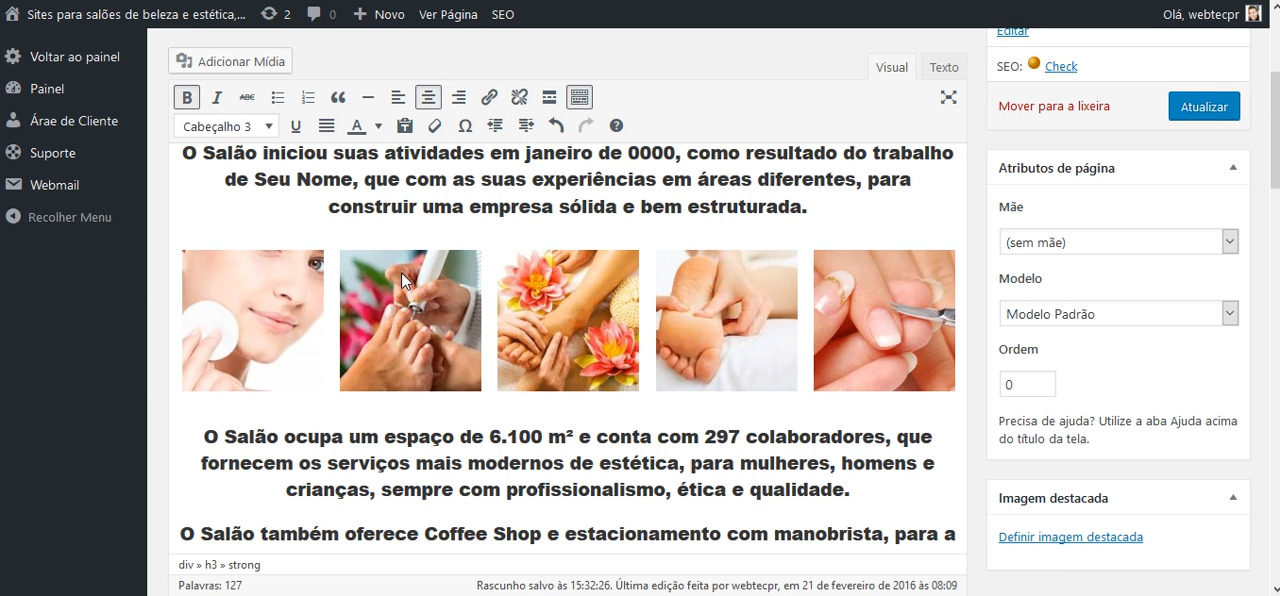 Sites para salões de beleza e estética,... 2 0 Novo Ver Página SEO Olá, webtecpr
Voltar ao painel
Painel
Árae de Cliente
Suporte
Webmail
Recolher Menu
Adicionar Mídia
Visual Texto
B I ABC
Cabeçalho 3 U A Ω
O Salão iniciou suas atividades em janeiro de 0000, como resultado do trabalho
de Seu Nome, que com as suas experiências em áreas diferentes, para
construir uma empresa sólida e bem estruturada.
O Salão ocupa um espaço de 6.100 m² e conta com 297 colaboradores, que
fornecem os serviços mais modernos de estética, para mulheres, homens e
crianças, sempre com profissionalismo, ética e qualidade.
O Salão também oferece Coffee Shop e estacionamento com manobrista, para a
div » h3 » strong
Palavras: 127 Rascunho salvo às 15:32:26. Última edição feita por webtecpr, em 21 de fevereiro de 2016 às 08:09
Editar
SEO: Check
Mover para a lixeira Atualizar
Atributos de página
Mãe
(sem mãe)
Modelo
Modelo Padrão
Ordem
0
Precisa de ajuda? Utilize a aba Ajuda acima
do título da tela.
Imagem destacada
Definir imagem destacada